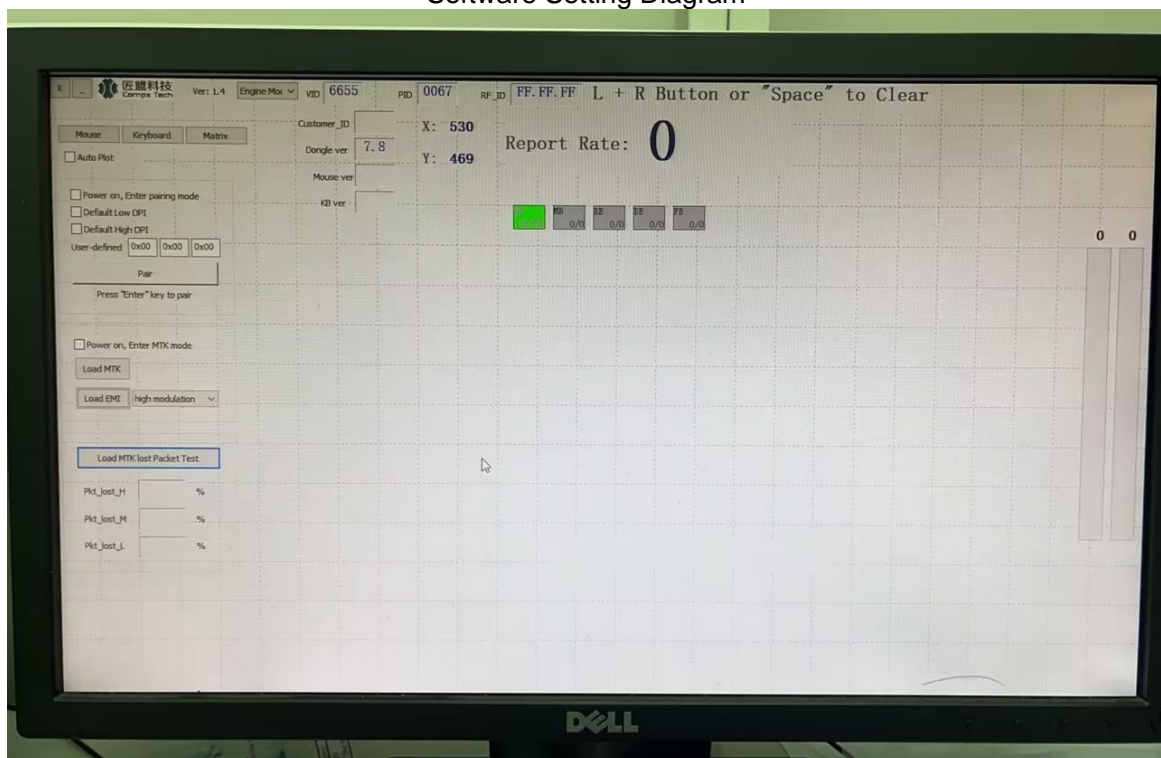 Software Setting Diagram
X _ 匠盟科技 Compx Tech Ver: 1.4 Engine Mo VID 6655 PID 0067 RF_ID FF.FF.FF L + R Button or "Space" to Clear
Customer_ID X: 530
Mouse Keyboard Matrix
Dongle ver 7.8 Y: 469 Report Rate: 0
Auto Plot
Mouse ver
Power on, Enter pairing mode
KB ver
Default Low DPI
MB RB BB FB
0/0 0/0 0/0 0/0
Default High DPI
0 0
User-defined 0x00 0x00 0x00
Pair
Press "Enter" key to pair
Power on, Enter MTK mode
Load MTK
Load EMI high modulation
Load MTK lost Packet Test
Pkt_lost_H %
Pkt_lost_M %
Pkt_lost_L %
DELL